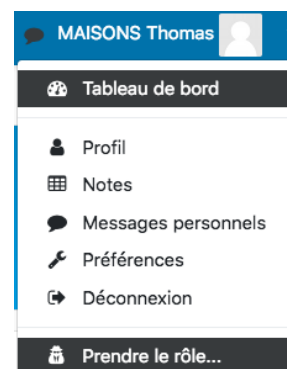 MAISONS Thomas
Tableau de bord
Profil
Notes
Messages personnels
Préférences
Déconnexion
Prendre le rôle...